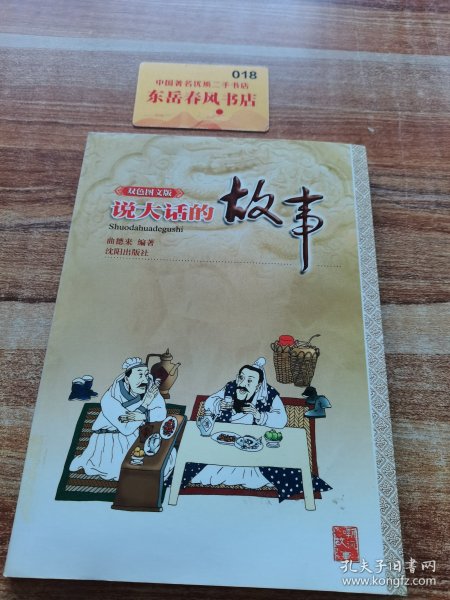 018
中国著名优质二手书店
东岳春风书店
双色图文版
说大话的故事
Shuodahuadegushi
曲德来 编著
沈阳出版社
孔夫子旧书网
www.kongfz.com